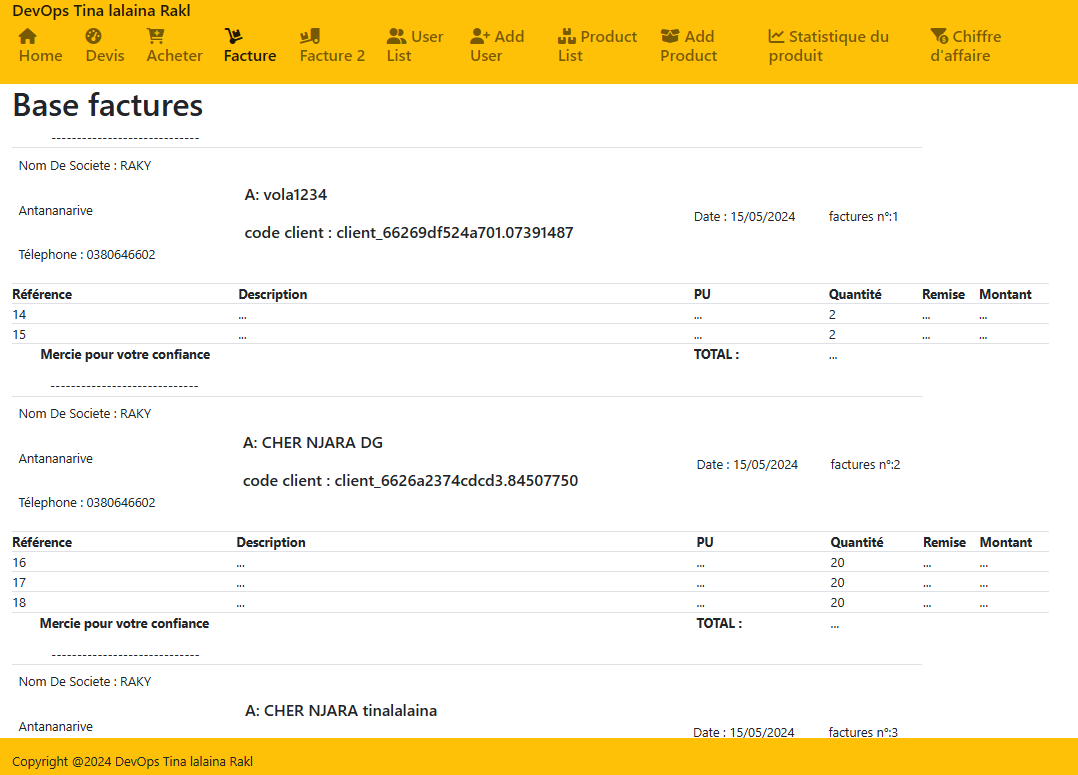 DevOps Tina lalaina Rakl
Home Devis Acheter Facture Facture 2 User List Add User Product List Add Product Statistique du produit Chiffre d'affaire
Base factures
-----------------------------
Nom De Societe : RAKY
Antananarive
Télephone : 0380646602
A: vola1234
code client : client_66269df524a701.07391487
Date : 15/05/2024
factures n°:1
Référence Description PU Quantité Remise Montant
14 ... ... 2 ... ...
15 ... ... 2 ... ...
Mercie pour votre confiance TOTAL : ...
-----------------------------
Nom De Societe : RAKY
Antananarive
Télephone : 0380646602
A: CHER NJARA DG
code client : client_6626a2374cdcd3.84507750
Date : 15/05/2024
factures n°:2
Référence Description PU Quantité Remise Montant
16 ... ... 20 ... ...
17 ... ... 20 ... ...
18 ... ... 20 ... ...
Mercie pour votre confiance TOTAL : ...
-----------------------------
Nom De Societe : RAKY
Antananarive
A: CHER NJARA tinalalaina
Date : 15/05/2024
factures n°:3
Copyright @2024 DevOps Tina lalaina Rakl